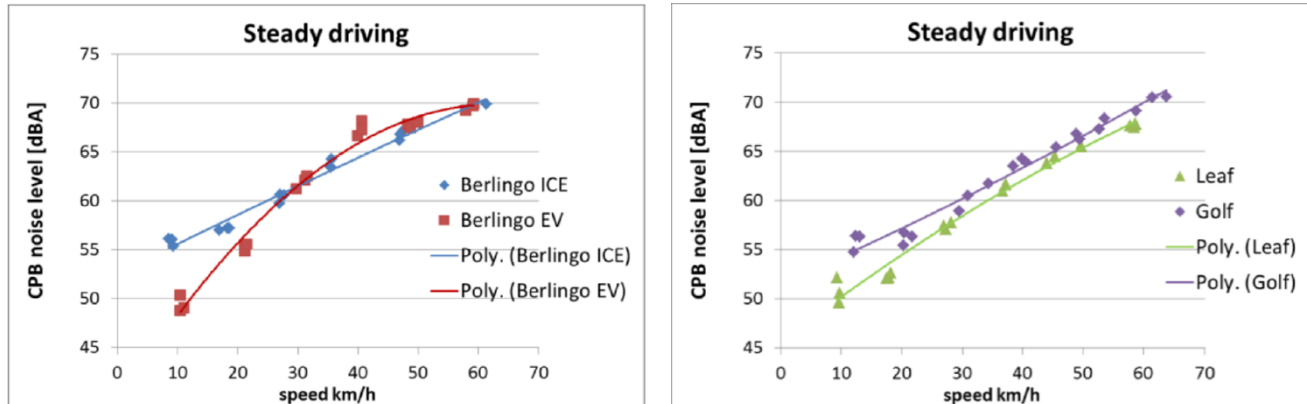 Steady driving
75
70
65
60
55
50
45
CPB noise level [dBA]
0 10 20 30 40 50 60 70
speed km/h
Berlingo ICE
Berlingo EV
Poly. (Berlingo ICE)
Poly. (Berlingo EV)
Steady driving
75
70
65
60
55
50
45
CPB noise level [dBA]
0 10 20 30 40 50 60 70
speed km/h
Leaf
Golf
Poly. (Leaf)
Poly. (Golf)